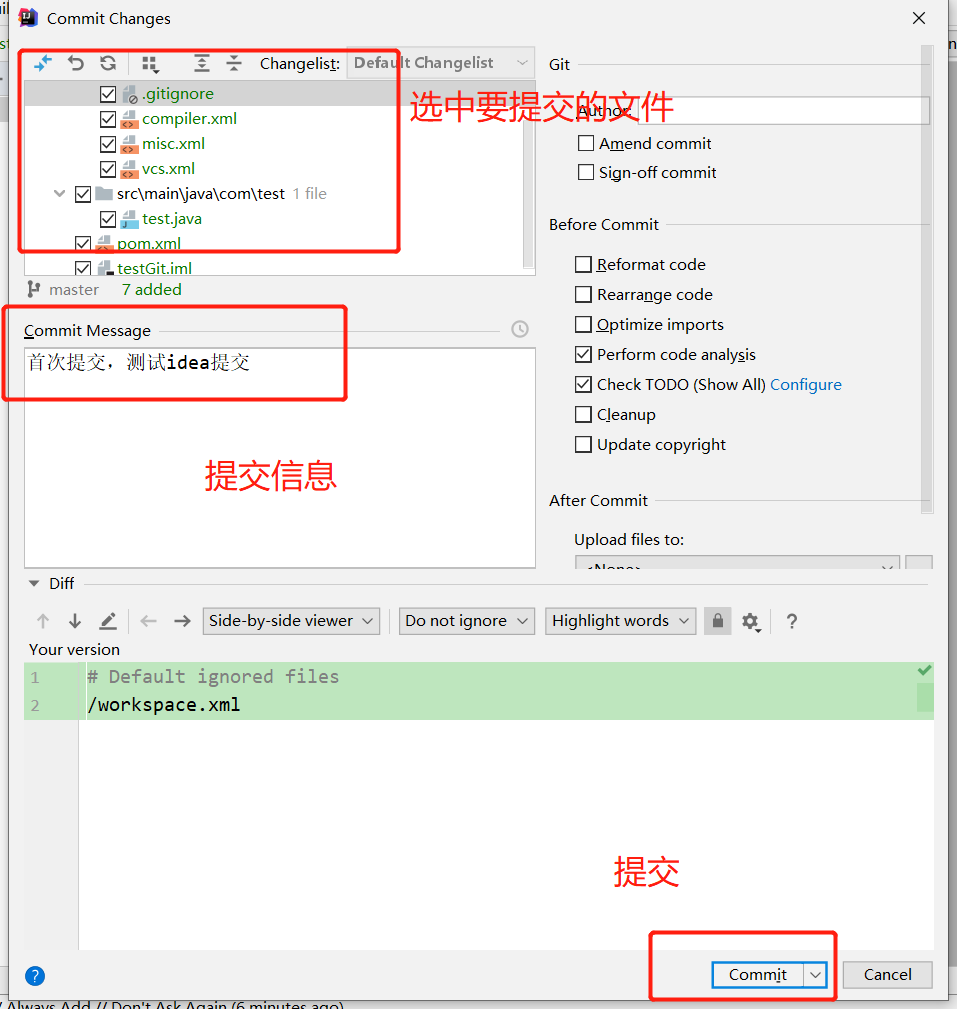 Commit Changes
Changelist: Default Changelist
.gitignore
compiler.xml
misc.xml
vcs.xml
src\main\java\com\test 1 file
test.java
pom.xml
testGit.iml
选中要提交的文件
master 7 added
Commit Message
首次提交，测试idea提交
提交信息
Git
Author:
Amend commit
Sign-off commit
Before Commit
Reformat code
Rearrange code
Optimize imports
Perform code analysis
Check TODO (Show All) Configure
Cleanup
Update copyright
After Commit
Upload files to:
<None>
Diff
Side-by-side viewer Do not ignore Highlight words ?
Your version
1 # Default ignored files
2 /workspace.xml
提交
? Commit Cancel
/ Always Add // Don't Ask Again (6 minutes ago)